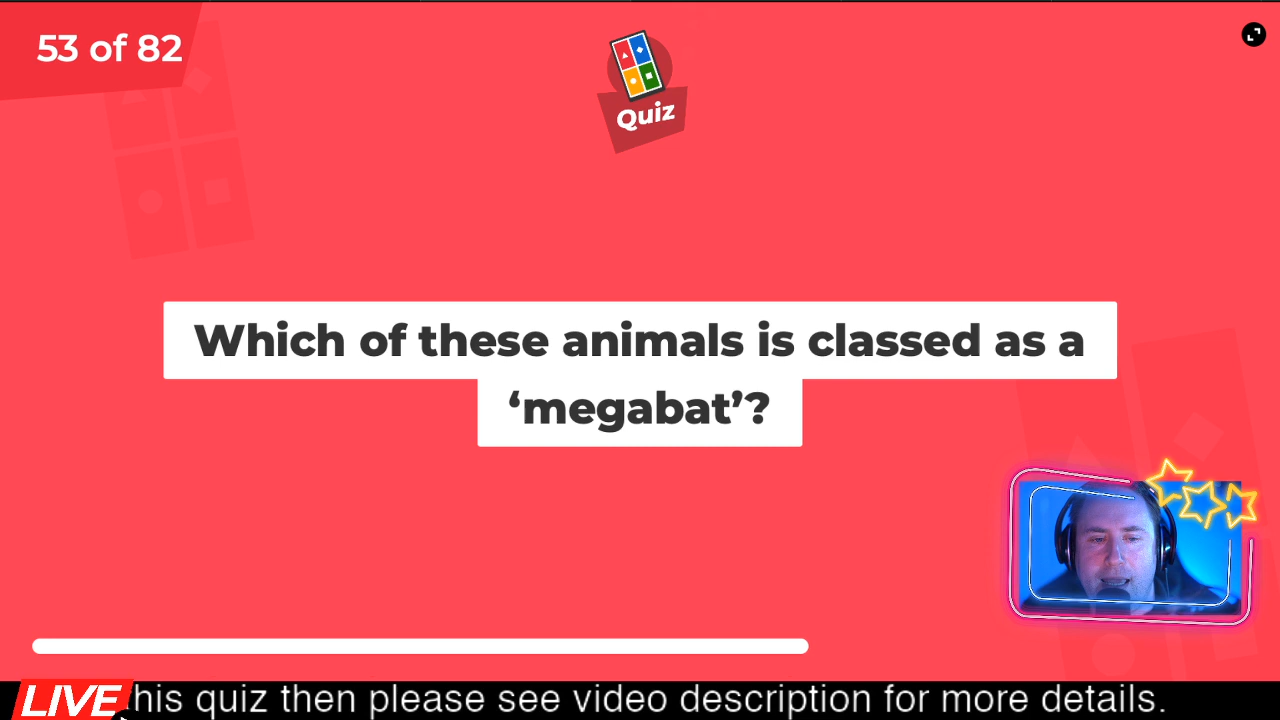 53 of 82
Quiz
Which of these animals is classed as a
‘megabat’?
LIVE
his quiz then please see video description for more details.